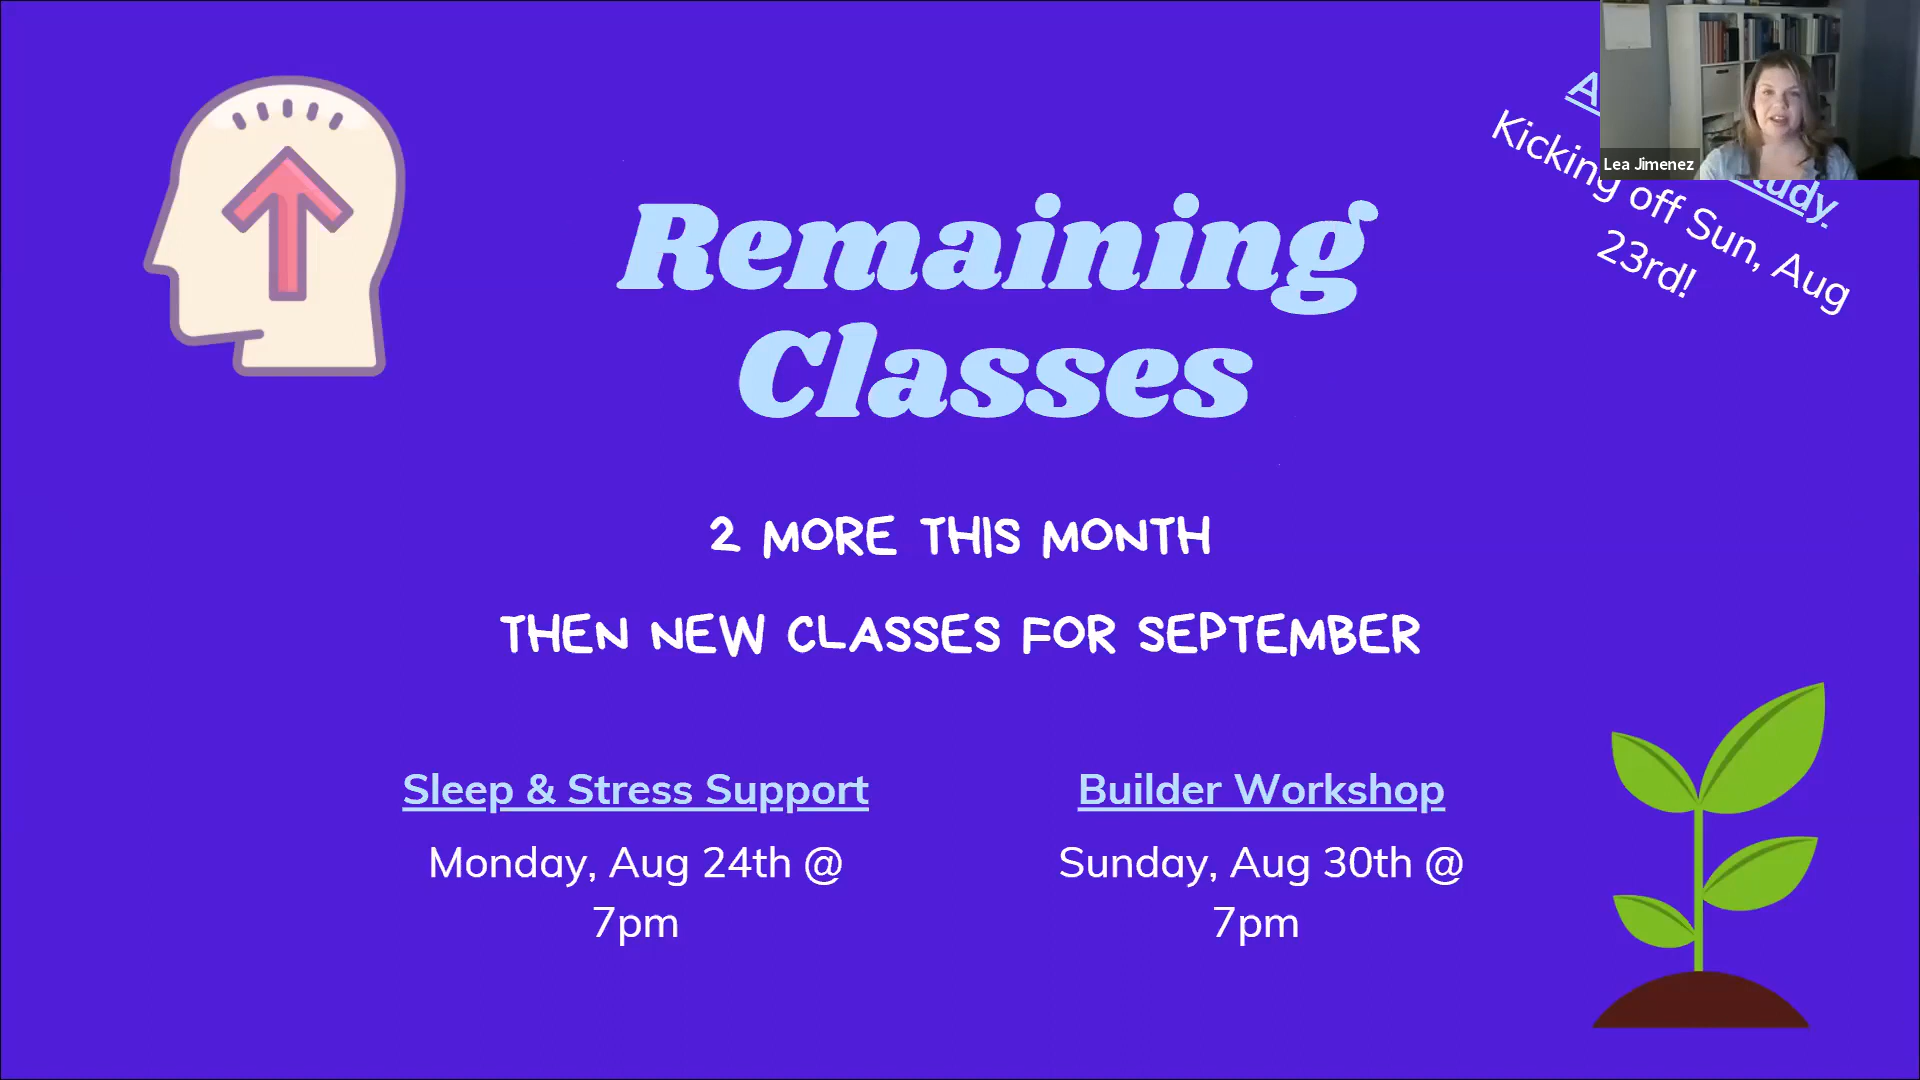 Lea Jimenez
Kicking off Sun, Aug
23rd!
Remaining
Classes
2 MORE THIS MONTH
THEN NEW CLASSES FOR SEPTEMBER
Sleep & Stress Support
Monday, Aug 24th @
7pm
Builder Workshop
Sunday, Aug 30th @
7pm